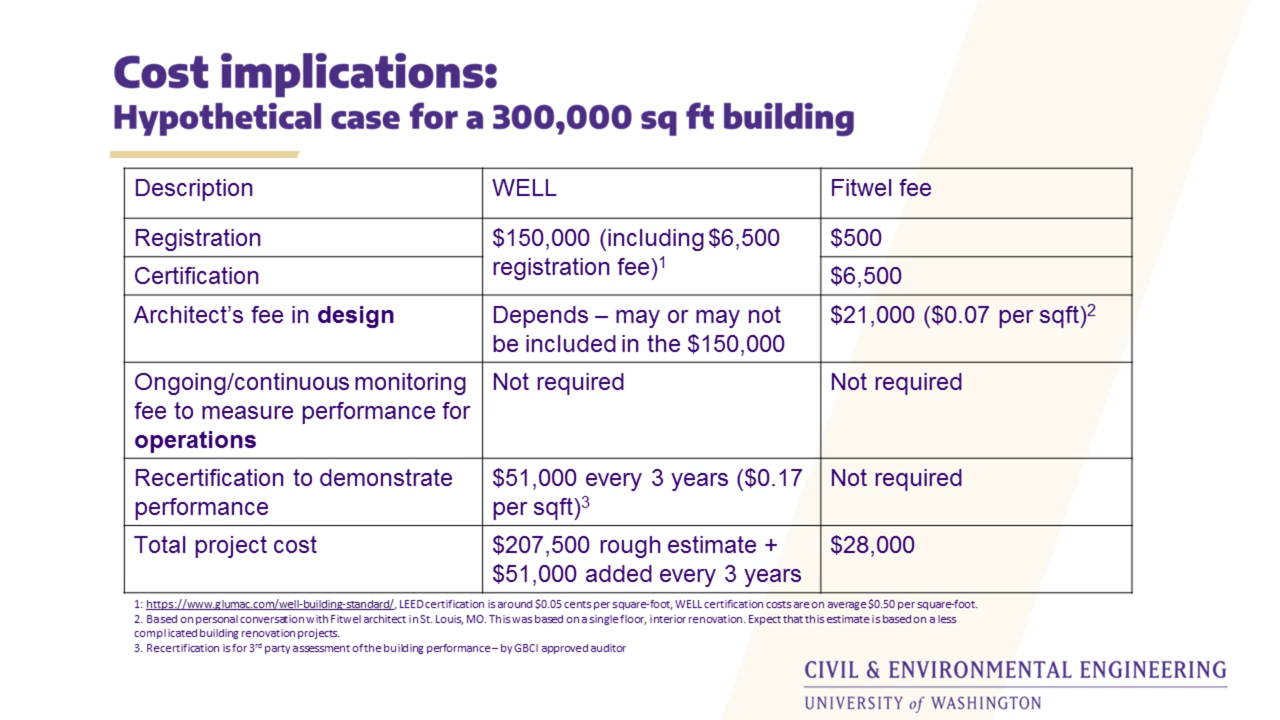 Cost implications:
Hypothetical case for a 300,000 sq ft building
Description
WELL
Fitwel fee
Registration
$150,000 (including $6,500
registration fee)1
$500
Certification
$6,500
Architect’s fee in design
Depends – may or may not
be included in the $150,000
$21,000 ($0.07 per sqft)2
Ongoing/continuous monitoring
fee to measure performance for
operations
Not required
Not required
Recertification to demonstrate
performance
$51,000 every 3 years ($0.17
per sqft)3
Not required
Total project cost
$207,500 rough estimate +
$51,000 added every 3 years
$28,000
1: https://www.glumac.com/well-building-standard/, LEED certification is around $0.05 cents per square-foot, WELL certification costs are on average $0.50 per square-foot.
2. Based on personal conversation with Fitwel architect in St. Louis, MO. This was based on a single floor, interior renovation. Expect that this estimate is based on a less
complicated building renovation projects.
3. Recertification is for 3rd party assessment of the building performance – by GBCI approved auditor
CIVIL & ENVIRONMENTAL ENGINEERING
UNIVERSITY of WASHINGTON